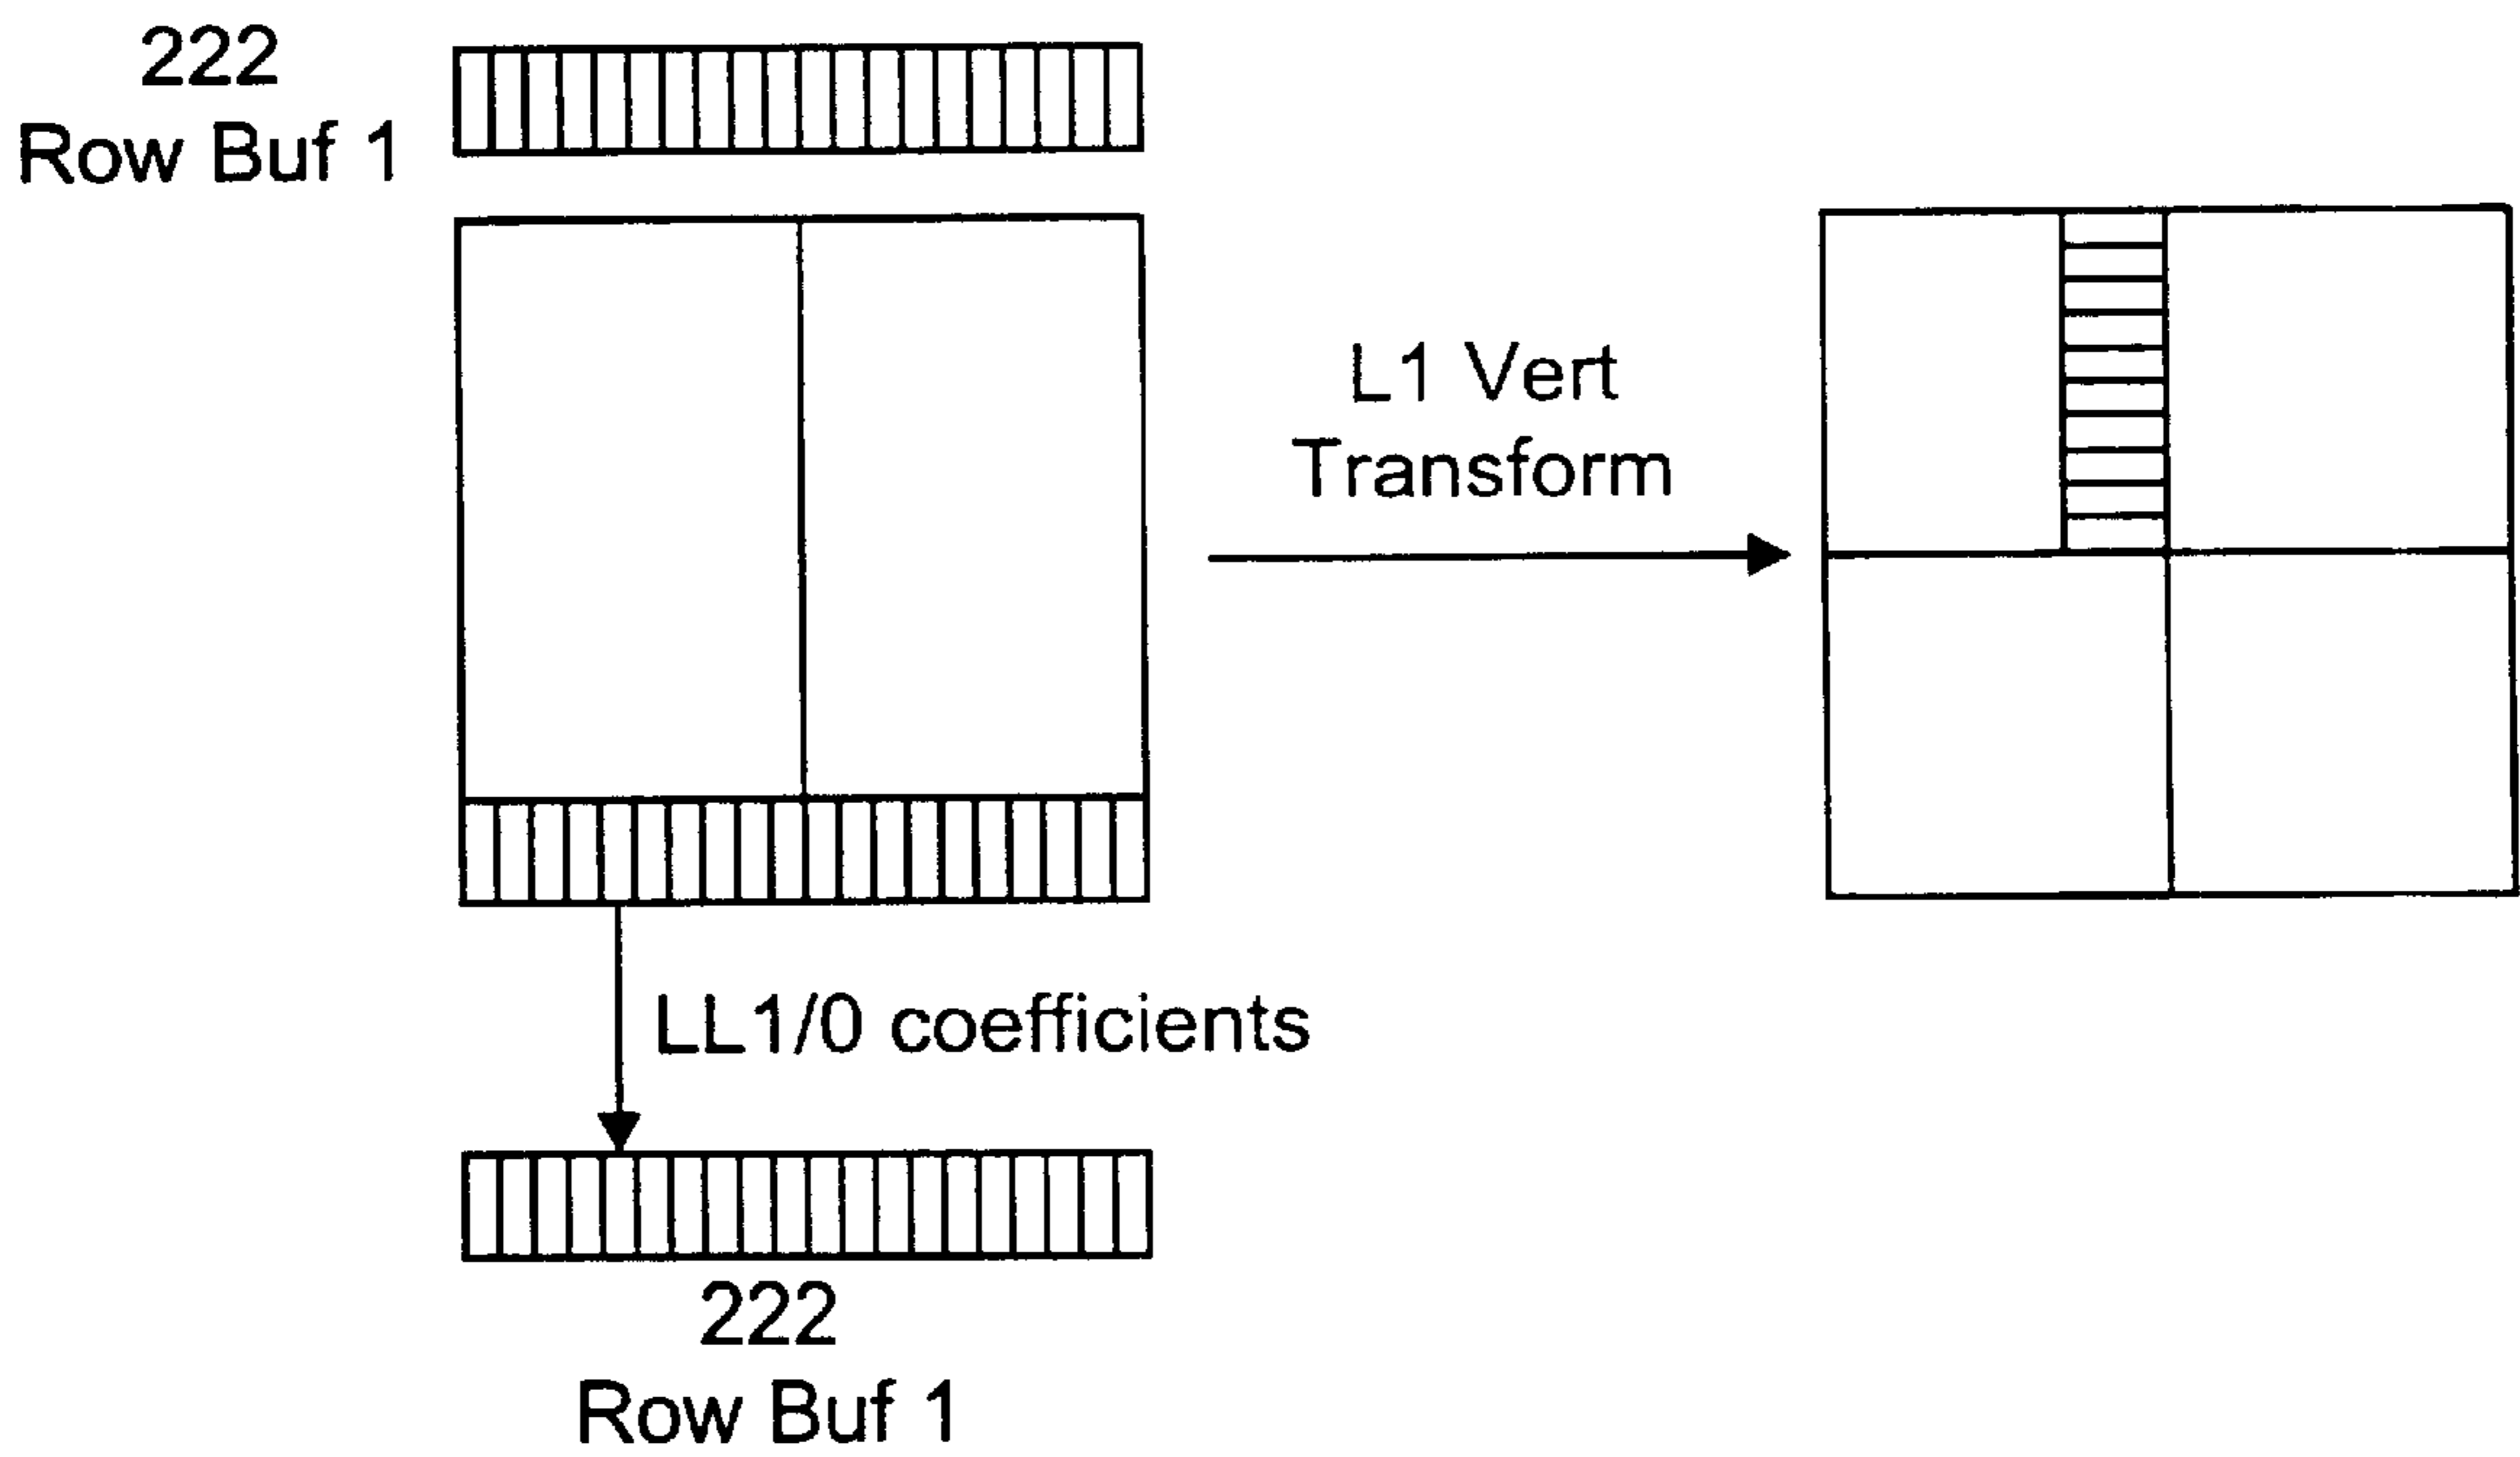 222
Row Buf 1
L1 Vert
Transform
LL1/0 coefficients
222
Row Buf 1